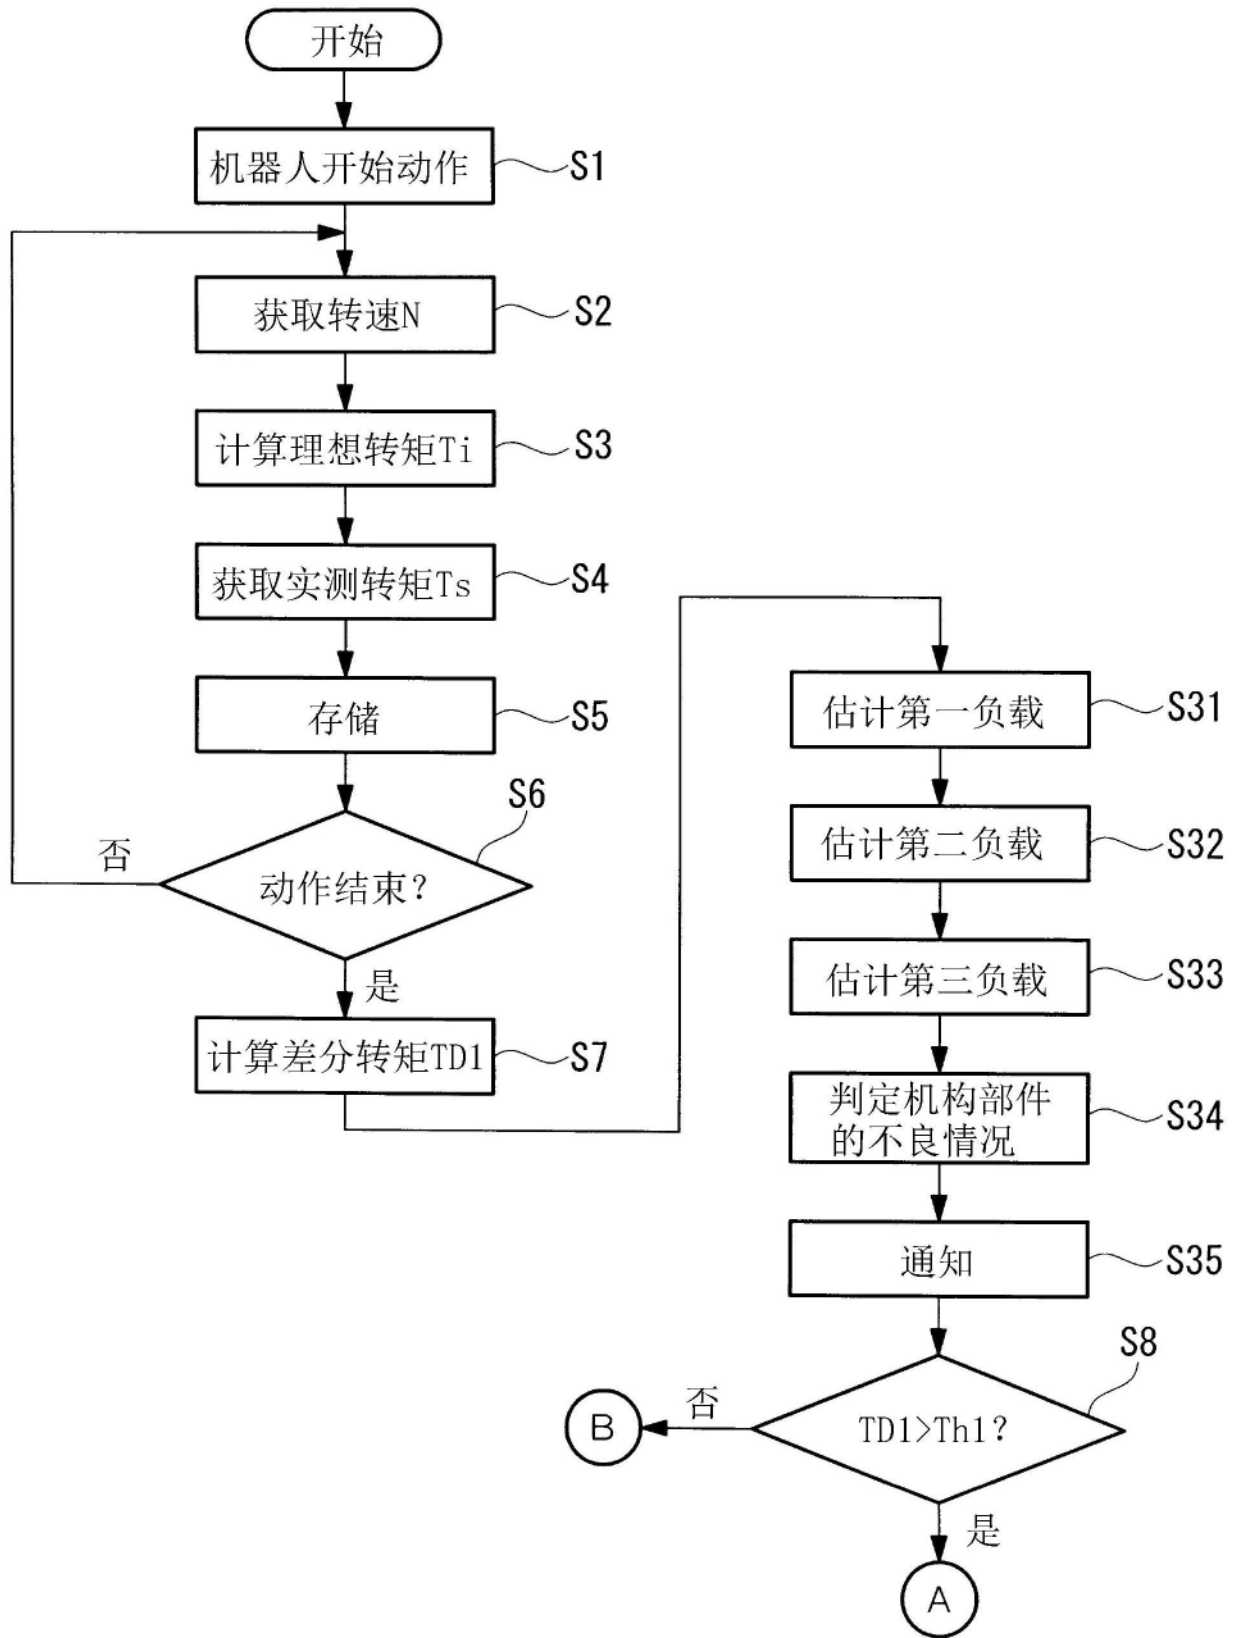 开始
机器人开始动作
S1
获取转速N
S2
计算理想转矩Ti
S3
获取实测转矩Ts
S4
存储
S5
S6
动作结束?
否
是
计算差分转矩TD1
S7
估计第一负载
S31
估计第二负载
S32
估计第三负载
S33
判定机构部件
的不良情况
S34
通知
S35
S8
TD1>Th1?
否
B
是
A